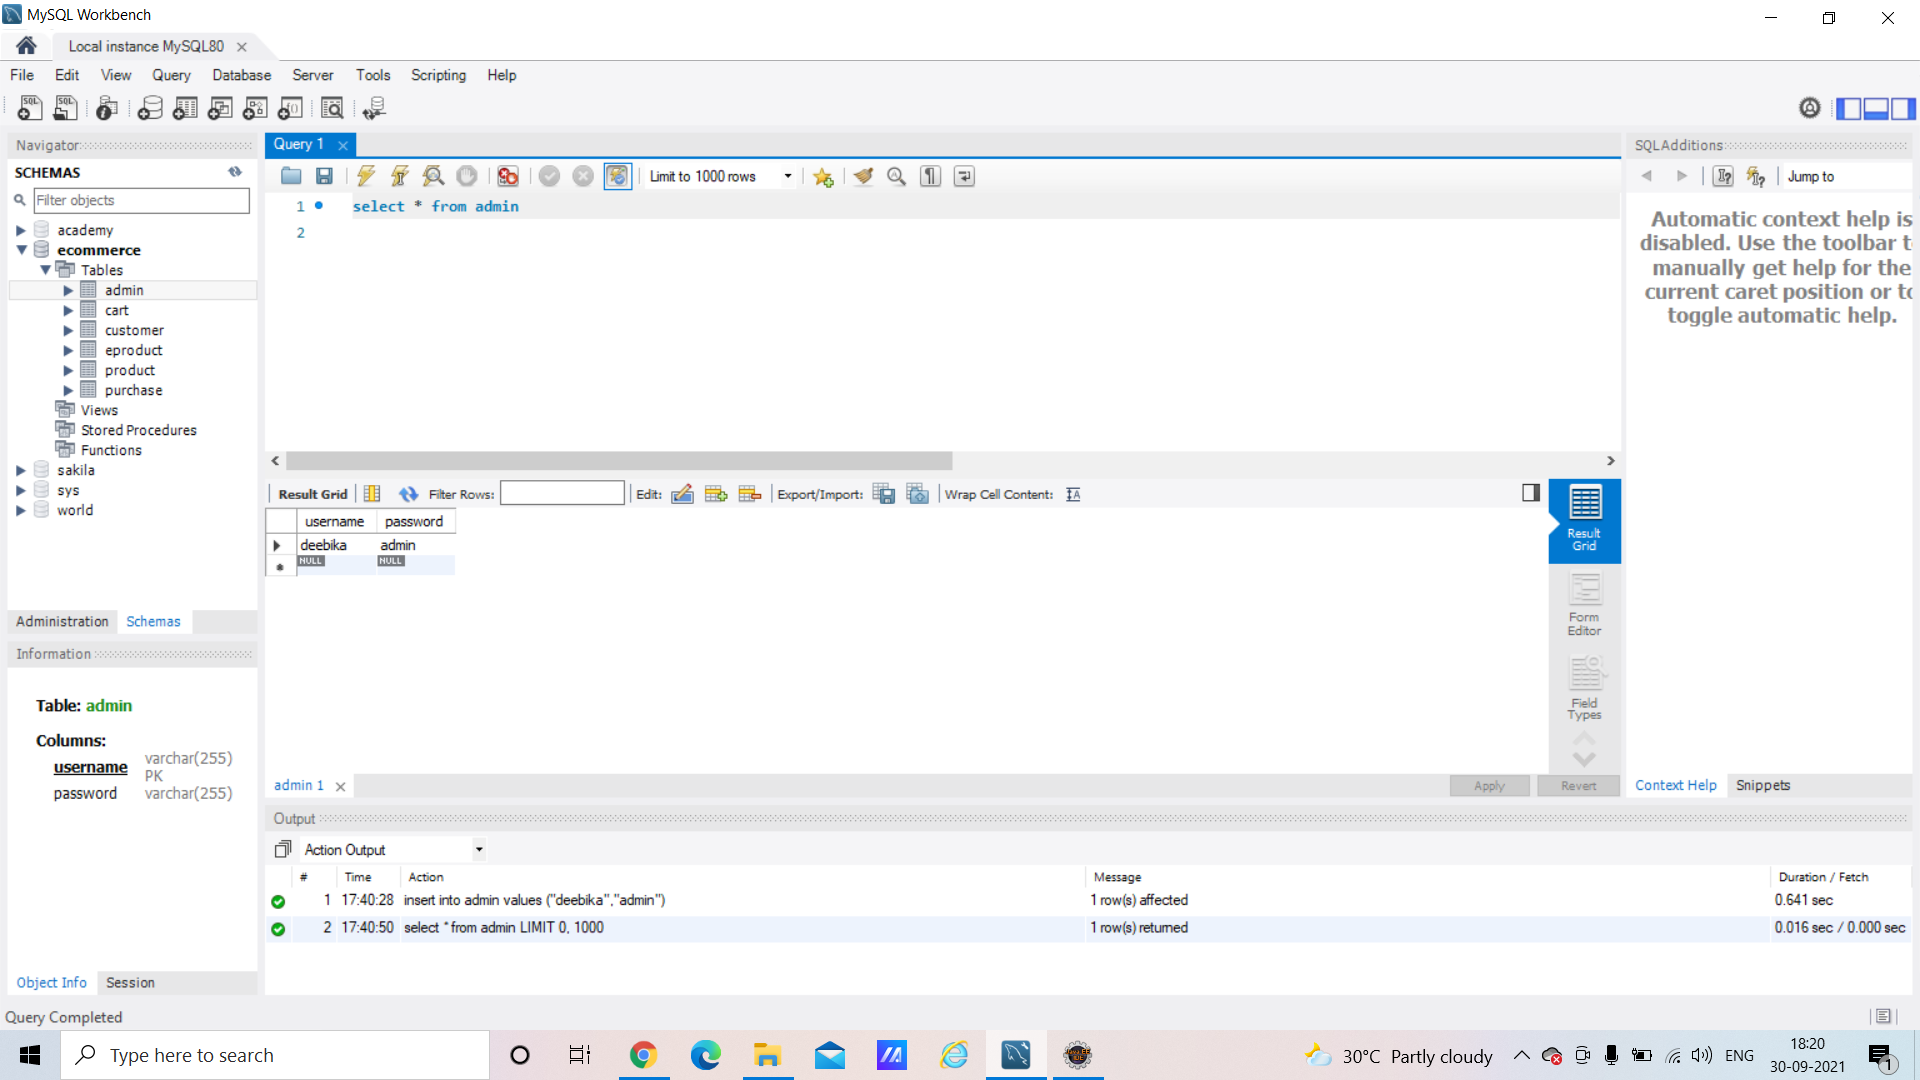 MySQL Workbench
Local instance MySQL80
File Edit View Query Database Server Tools Scripting Help
Navigator
SCHEMAS
Filter objects
academy
ecommerce
Tables
admin
cart
customer
eproduct
product
purchase
Views
Stored Procedures
Functions
sakila
sys
world
Administration Schemas
Information
Table: admin
Columns:
username varchar(255) PK
password varchar(255)
Object Info Session
Query 1
Limit to 1000 rows
1 select * from admin
2
Result Grid Filter Rows: Edit: Export/Import: Wrap Cell Content:
username password
deebika admin
NULL NULL
Result Grid
Form Editor
Field Types
admin 1
Apply Revert
SQLAdditions
Jump to
Automatic context help is
disabled. Use the toolbar
manually get help for the
current caret position or
toggle automatic help.
Context Help Snippets
Output
Action Output
# Time Action Message Duration / Fetch
1 17:40:28 insert into admin values ("deebika","admin") 1 row(s) affected 0.641 sec
2 17:40:50 select * from admin LIMIT 0, 1000 1 row(s) returned 0.016 sec / 0.000 sec
Query Completed
Type here to search
30°C Partly cloudy
ENG
18:20
30-09-2021
1